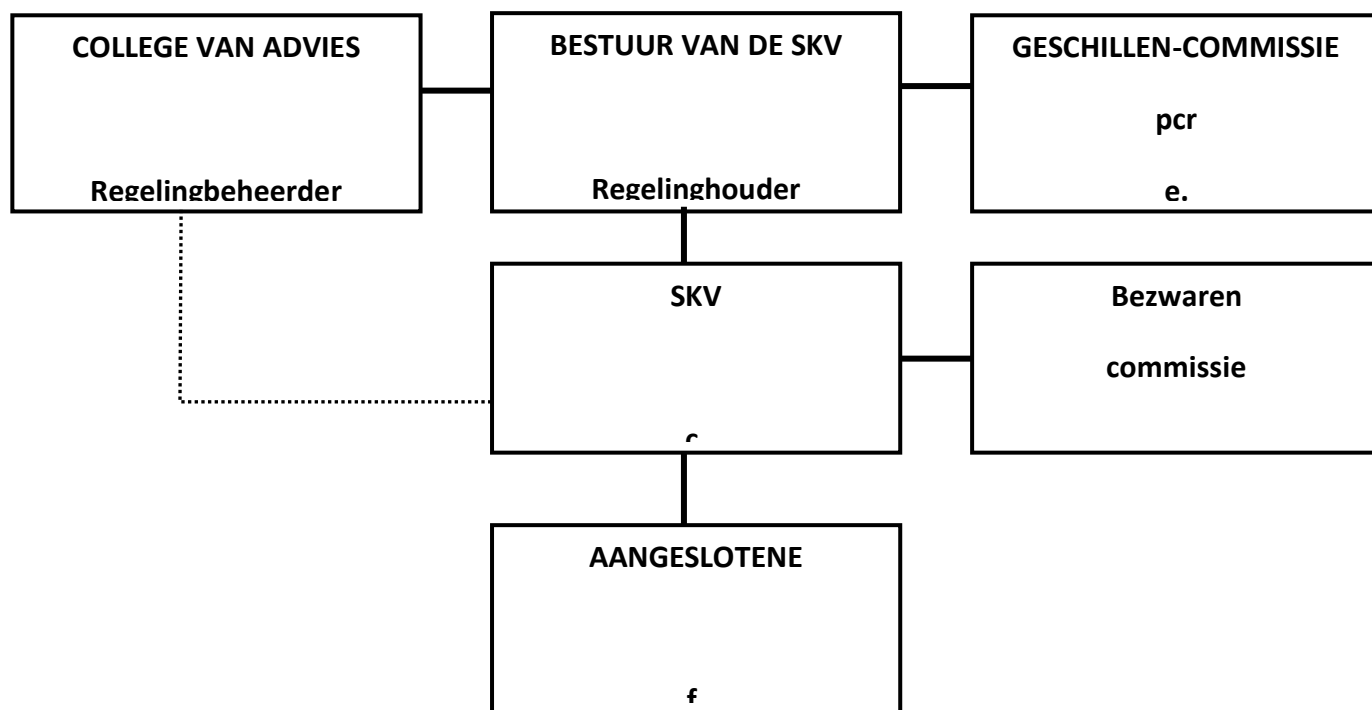 COLLEGE VAN ADVIES
Regelingbeheerder
BESTUUR VAN DE SKV
Regelinghouder
GESCHILLEN-COMMISSIE
pcr
e.
SKV
c
Bezwaren
commissie
AANGESLOTENE
f